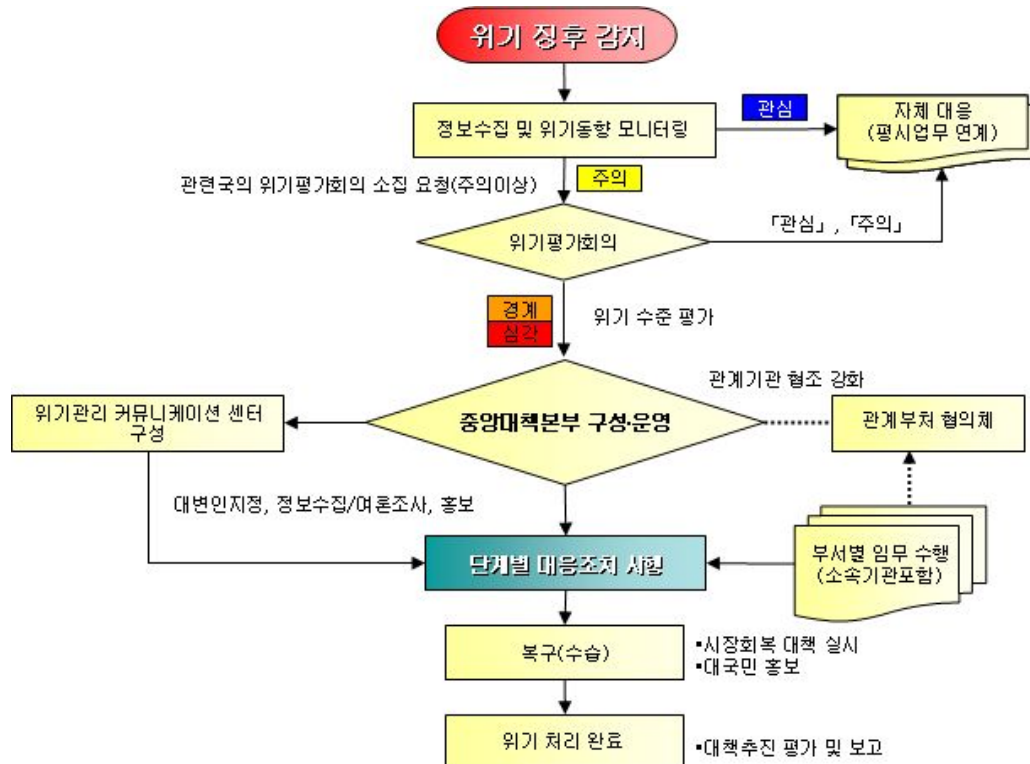 위기 징후 감지
정보수집 및 위기동향 모니터링
관심
자체 대응
(평시업무 연계)
관련국의 위기평가회의 소집 요청(주의이상)
주의
위기평가회의
「관심」, 「주의」
경계
심각
위기 수준 평가
관계기관 협조 강화
위기관리 커뮤니케이션 센터
구성
중앙대책본부 구성·운영
관계부처 협의체
대변인지정, 정보수집/여론조사, 홍보
단계별 대응조치 시행
부서별 임무 수행
(소속기관포함)
복구(수습)
▪시장회복 대책 실시
▪대국민 홍보
위기 처리 완료
▪대책추진 평가 및 보고